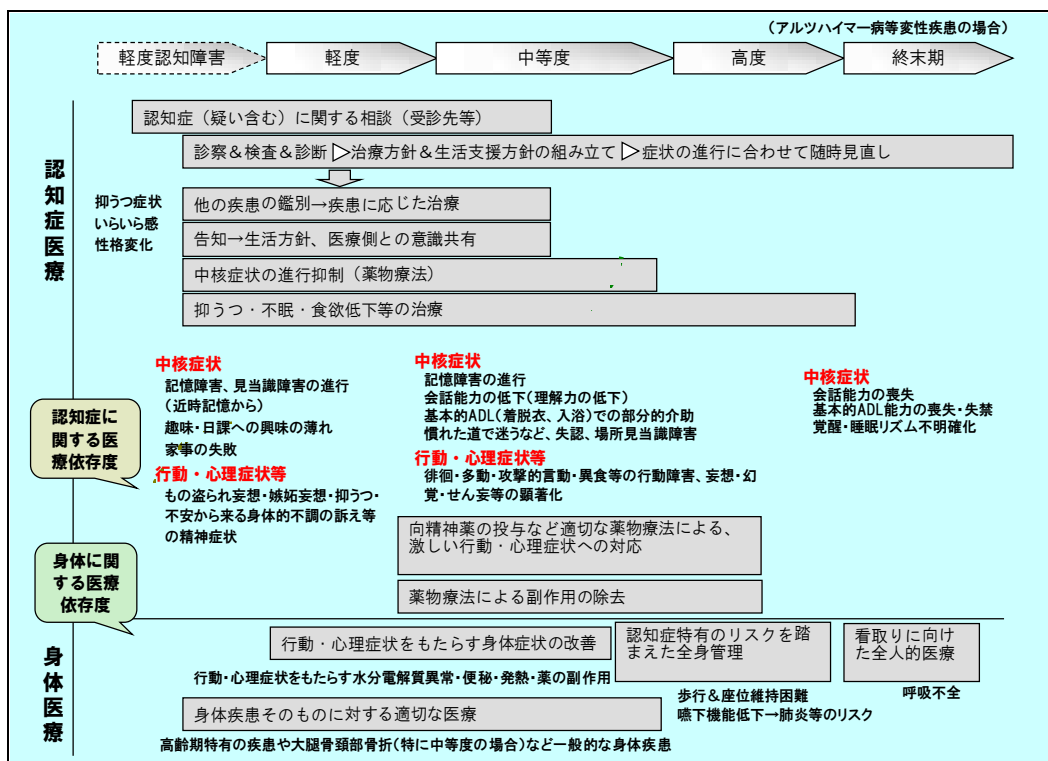 （アルツハイマー病等変性疾患の場合）
軽度認知障害
軽度
中等度
高度
終末期
認知症医療
認知症（疑い含む）に関する相談（受診先等）
診察＆検査＆診断 ▷治療方針＆生活支援方針の組み立て ▷症状の進行に合わせて随時見直し
抑うつ症状
いらいら感
性格変化
他の疾患の鑑別→疾患に応じた治療
告知→生活方針、医療側との意識共有
中核症状の進行抑制（薬物療法）
抑うつ・不眠・食欲低下等の治療
中核症状
記憶障害、見当識障害の進行
（近時記憶から）
趣味・日課への興味の薄れ
家事の失敗
行動・心理症状等
もの盗られ妄想・嫉妬妄想・抑うつ・
不安から来る身体的不調の訴え等
の精神症状
中核症状
記憶障害の進行
会話能力の低下（理解力の低下）
基本的ADL（着脱衣、入浴）での部分的介助
慣れた道で迷うなど、失認、場所見当識障害
行動・心理症状等
徘徊・多動・攻撃的言動・異食等の行動障害、妄想・幻
覚・せん妄等の顕著化
中核症状
会話能力の喪失
基本的ADL能力の喪失・失禁
覚醒・睡眠リズム不明確化
認知症に
関する医
療依存度
向精神薬の投与など適切な薬物療法による、
激しい行動・心理症状への対応
薬物療法による副作用の除去
身体に関
する医療
依存度
身体医療
行動・心理症状をもたらす身体症状の改善
行動・心理症状をもたらす水分電解質異常・便秘・発熱・薬の副作用
認知症特有のリスクを踏
まえた全身管理
歩行＆座位維持困難
嚥下機能低下→肺炎等のリスク
看取りに向け
た全人的医療
呼吸不全
身体疾患そのものに対する適切な医療
高齢期特有の疾患や大腿骨頚部骨折（特に中等度の場合）など一般的な身体疾患